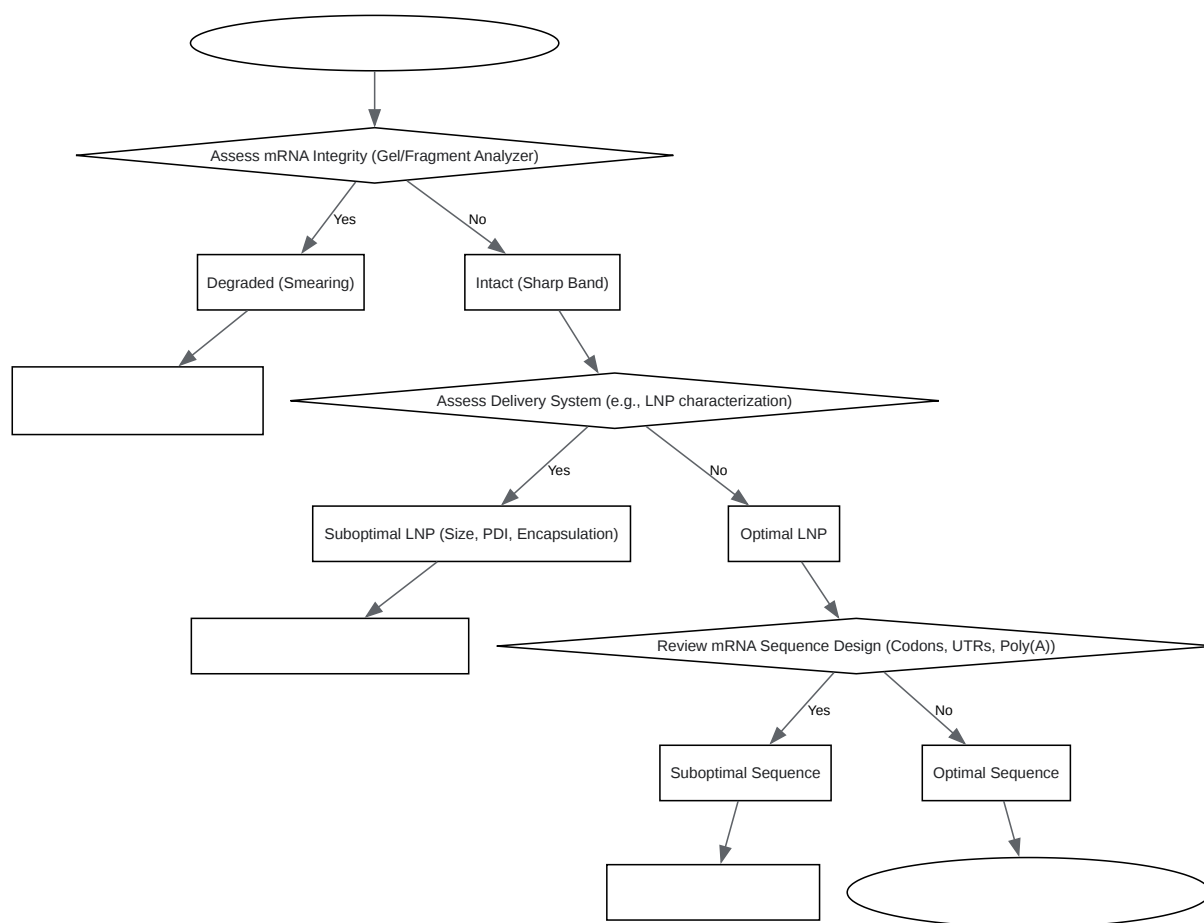 Assess mRNA Integrity (Gel/Fragment Analyzer)
Yes
No
Degraded (Smearing)
Intact (Sharp Band)
Assess Delivery System (e.g., LNP characterization)
Yes
No
Suboptimal LNP (Size, PDI, Encapsulation)
Optimal LNP
Review mRNA Sequence Design (Codons, UTRs, Poly(A))
Yes
No
Suboptimal Sequence
Optimal Sequence